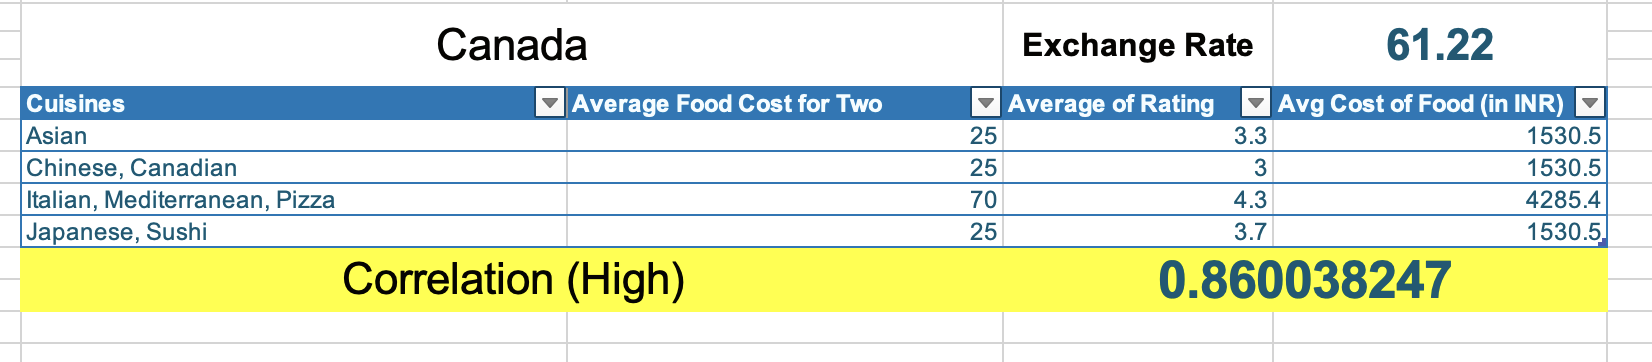 Canada Exchange Rate 61.22
Cuisines Average Food Cost for Two Average of Rating Avg Cost of Food (in INR)
Asian 25 3.3 1530.5
Chinese, Canadian 25 3 1530.5
Italian, Mediterranean, Pizza 70 4.3 4285.4
Japanese, Sushi 25 3.7 1530.5
Correlation (High) 0.860038247